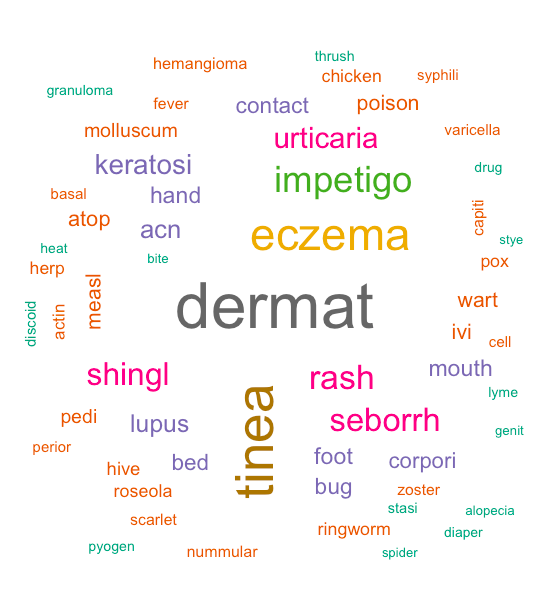 thrush
hemangioma
chicken
syphili
granuloma
fever
contact
poison
molluscum
urticaria
varicella
keratosi
impetigo
drug
basal
hand
atop
acn
eczema
capiti
stye
heat
bite
herp
pox
discoid
actin
measl
dermat
wart
ivi
cell
shingl
rash
mouth
lyme
pedi
lupus
tinea
seborrh
genit
perior
hive
bed
foot
corpori
roseola
bug
zoster
scarlet
stasi
alopecia
pyogen
nummular
ringworm
diaper
spider